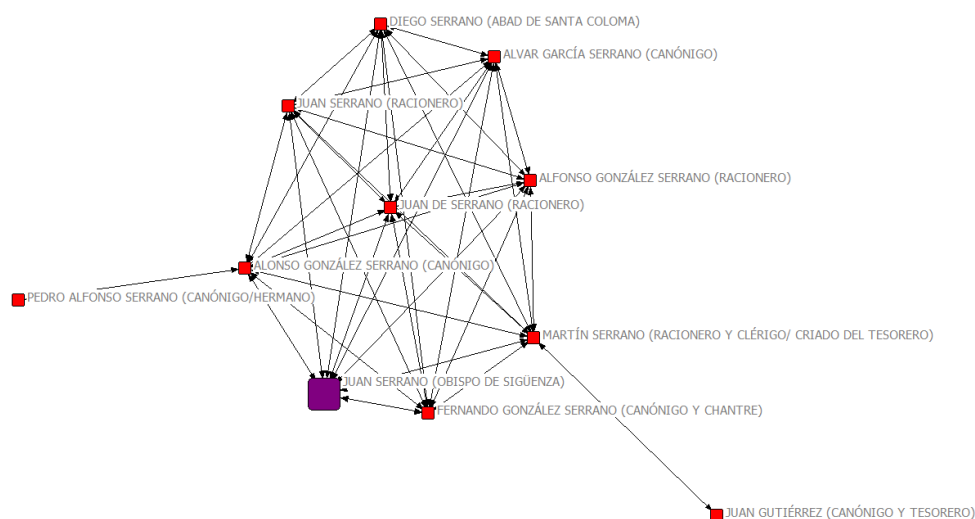 DIEGO SERRANO (ABAD DE SANTA COLOMA)
ALVAR GARCÍA SERRANO (CANÓNIGO)
JUAN SERRANO (RACIONERO)
ALFONSO GONZÁLEZ SERRANO (RACIONERO)
JUAN DE SERRANO (RACIONERO)
ALONSO GONZÁLEZ SERRANO (CANÓNIGO)
PEDRO ALFONSO SERRANO (CANÓNIGO/HERMANO)
MARTÍN SERRANO (RACIONERO Y CLÉRIGO/ CRIADO DEL TESORERO)
JUAN SERRANO (OBISPO DE SIGÜENZA)
FERNANDO GONZÁLEZ SERRANO (CANÓNIGO Y CHANTRE)
JUAN GUTIÉRREZ (CANÓNIGO Y TESORERO)